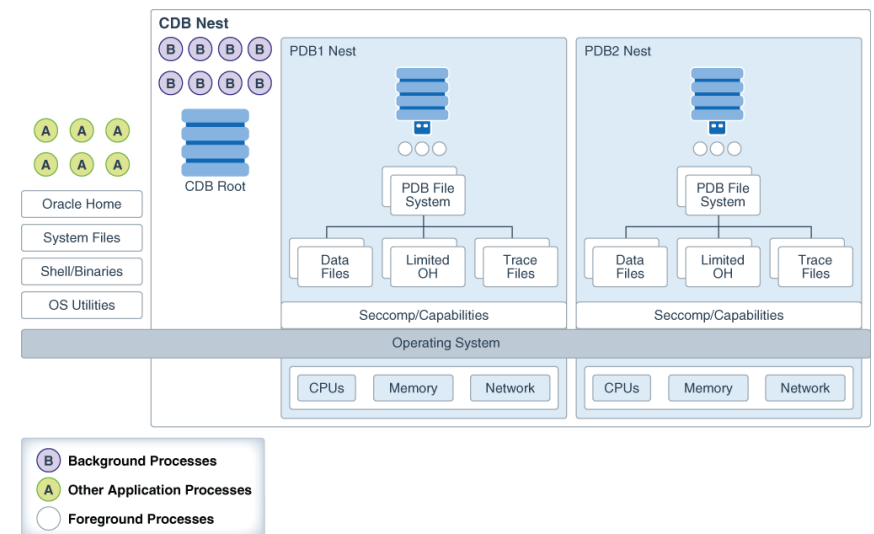 CDB Nest
B B B B
B B B B
CDB Root
PDB1 Nest
PDB File
System
Data
Files
Limited
OH
Trace
Files
Seccomp/Capabilities
PDB2 Nest
PDB File
System
Data
Files
Limited
OH
Trace
Files
Seccomp/Capabilities
A A A
A A A
Oracle Home
System Files
Shell/Binaries
OS Utilities
Operating System
CPUs
Memory
Network
CPUs
Memory
Network
B Background Processes
A Other Application Processes
Foreground Processes